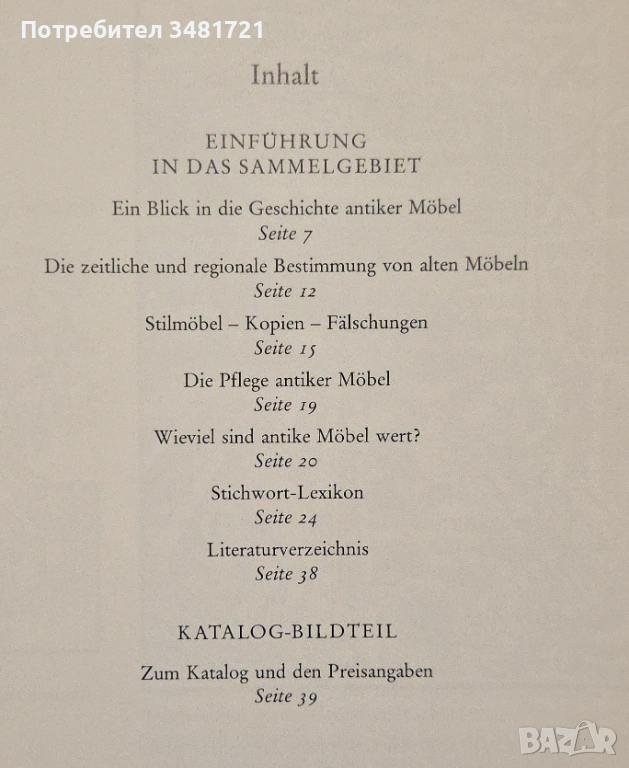 Потребител 3481721
Inhalt
EINFÜHRUNG
IN DAS SAMMELGEBIET
Ein Blick in die Geschichte antiker Möbel
Seite 7
Die zeitliche und regionale Bestimmung von alten Möbeln
Seite 12
Stilmöbel – Kopien – Fälschungen
Seite 15
Die Pflege antiker Möbel
Seite 19
Wieviel sind antike Möbel wert?
Seite 20
Stichwort-Lexikon
Seite 24
Literaturverzeichnis
Seite 38
KATALOG-BILDTEIL
Zum Katalog und den Preisangaben
Seite 39
BAZAR